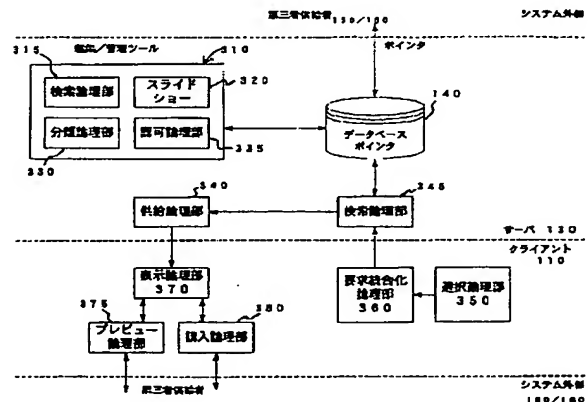 第三者供給者
150/160
システム外部
編集/管理ツール
310
ポインタ
315
検索論理部
スライド
ショー
320
140
分類論理部
許可論理部
データベース
ポインタ
330
335
340
345
供給論理部
検索論理部
サーバ 130
クライアント
110
表示論理部
370
要求統合化
論理部
360
選択論理部
350
375
380
プレビュー
論理部
購入論理部
第三者供給者
システム外部
150/160